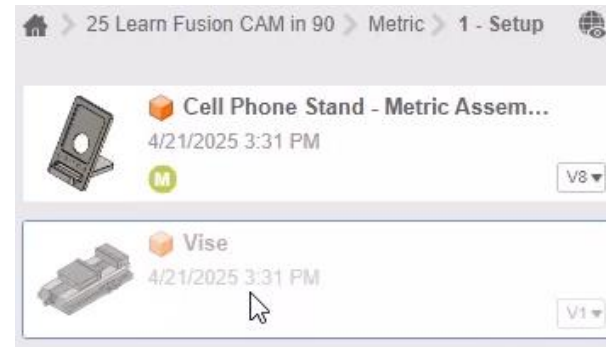 25 Learn Fusion CAM in 90 > Metric > 1 - Setup
Cell Phone Stand - Metric Assem...
4/21/2025 3:31 PM
M
V8
Vise
4/21/2025 3:31 PM
V1